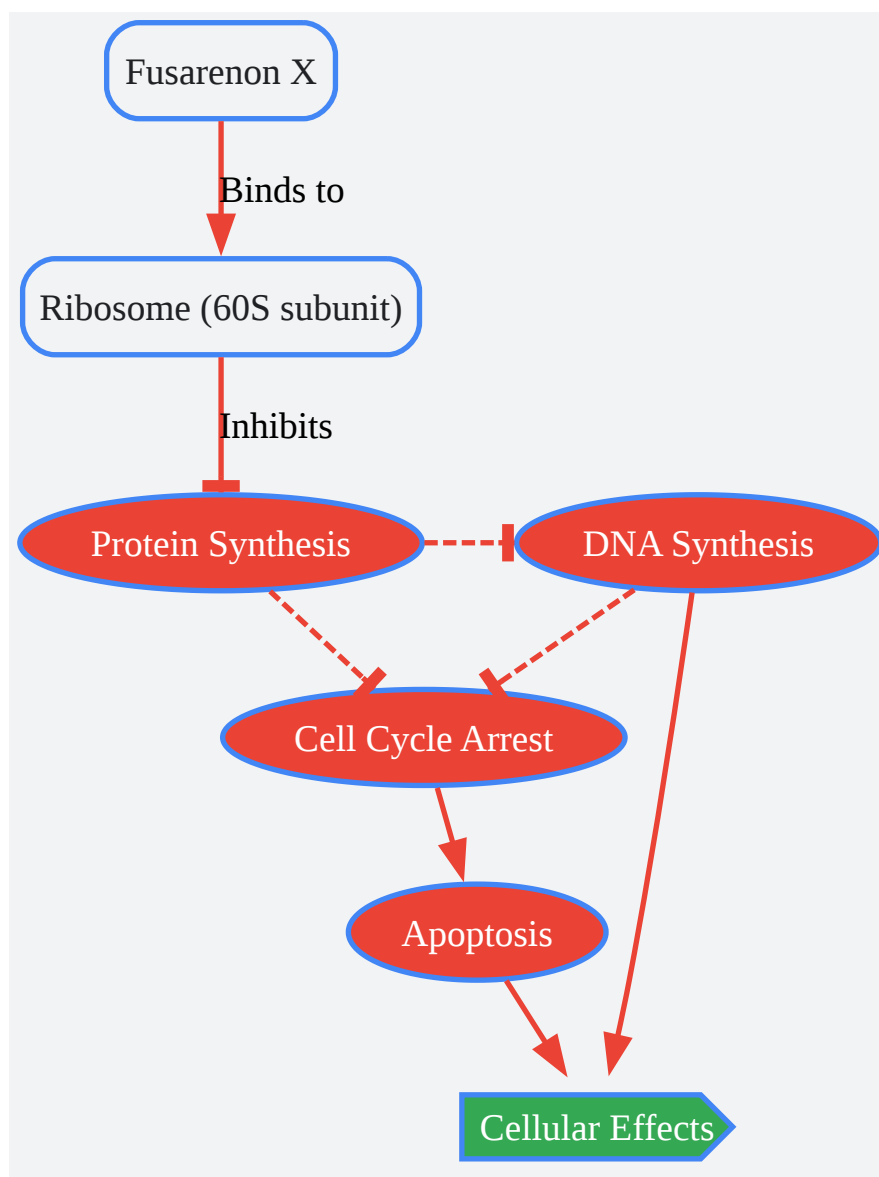 Fusarenon X
Binds to
Ribosome (60S subunit)
Inhibits
Protein Synthesis
DNA Synthesis
Cell Cycle Arrest
Apoptosis
Cellular Effects